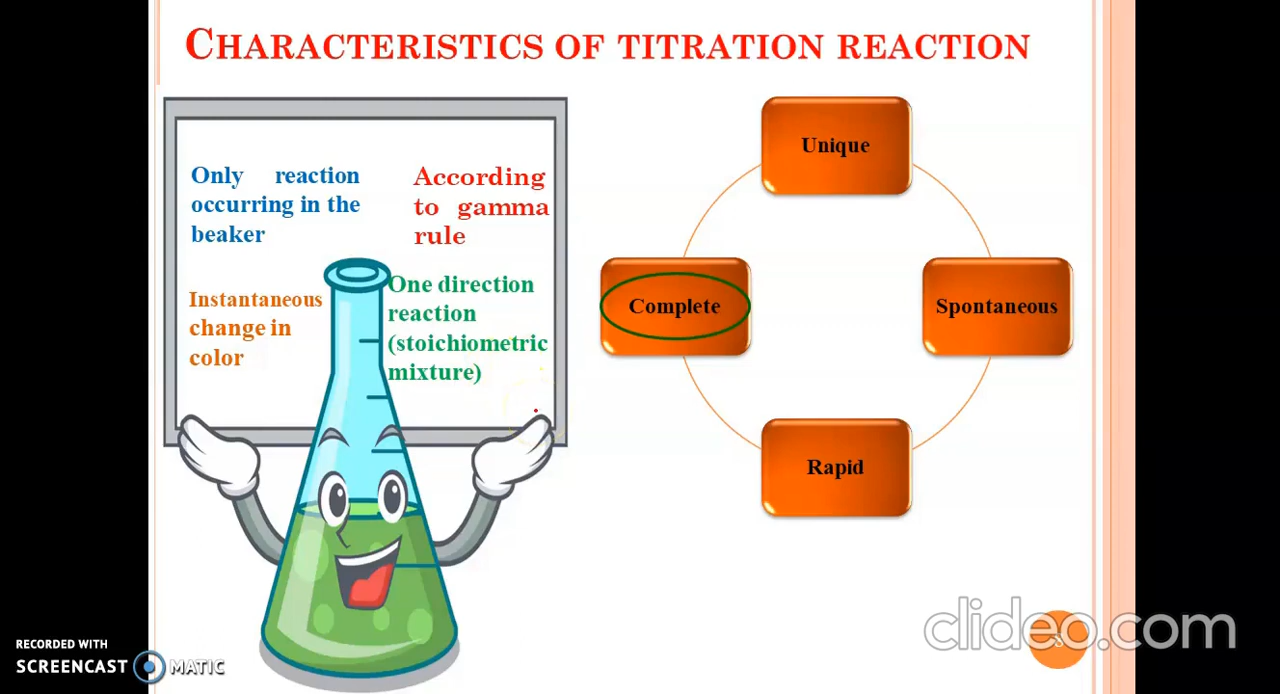 CHARACTERISTICS OF TITRATION REACTION
Only reaction
occurring in the
beaker
According
to gamma
rule
Instantaneous
change in
color
One direction
reaction
(stoichiometric
mixture)
Unique
Complete
Spontaneous
Rapid
clideo.com
RECORDED WITH
SCREENCAST MATIC